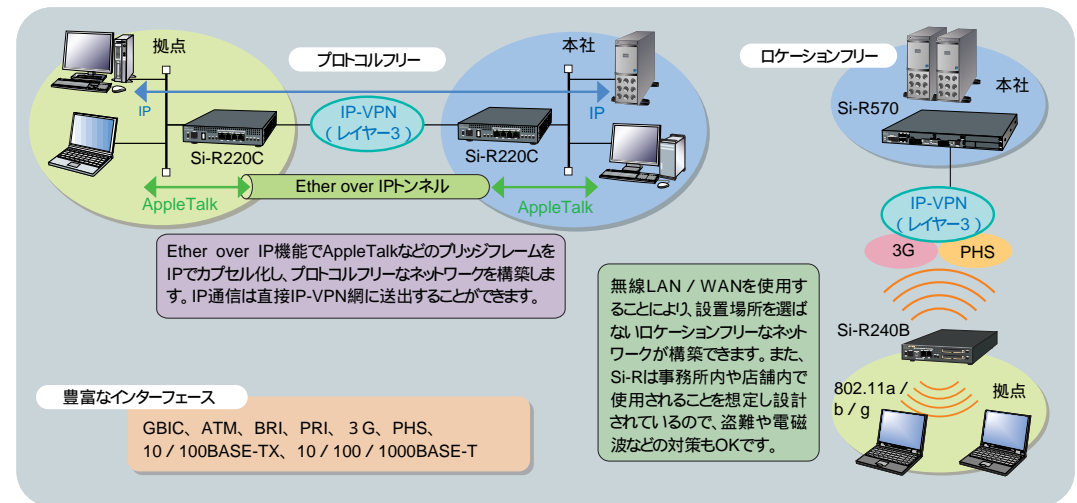 拠点
プロトコルフリー
本社
IP
IP-VPN
（レイヤー3）
IP
Si-R220C
Si-R220C
Ether over IPトンネル
AppleTalk
AppleTalk
Ether over IP機能でAppleTalkなどのブリッジフレームを
IPでカプセル化し、プロトコルフリーなネットワークを構築しま
す。IP通信は直接IP-VPN網に送出することができます。
ロケーションフリー
本社
Si-R570
IP-VPN
（レイヤー3）
3G
PHS
Si-R240B
802.11a /
b / g
拠点
無線LAN / WANを使用す
ることにより、設置場所を選ば
ないロケーションフリーなネット
ワークが構築できます。また、
Si-Rは事務所内や店舗内で
使用されることを想定し設計
されているので、盗難や電磁
波などの対策もOKです。
豊富なインターフェース
GBIC、ATM、BRI、PRI、３G、PHS、
10 / 100BASE-TX、10 / 100 / 1000BASE-T